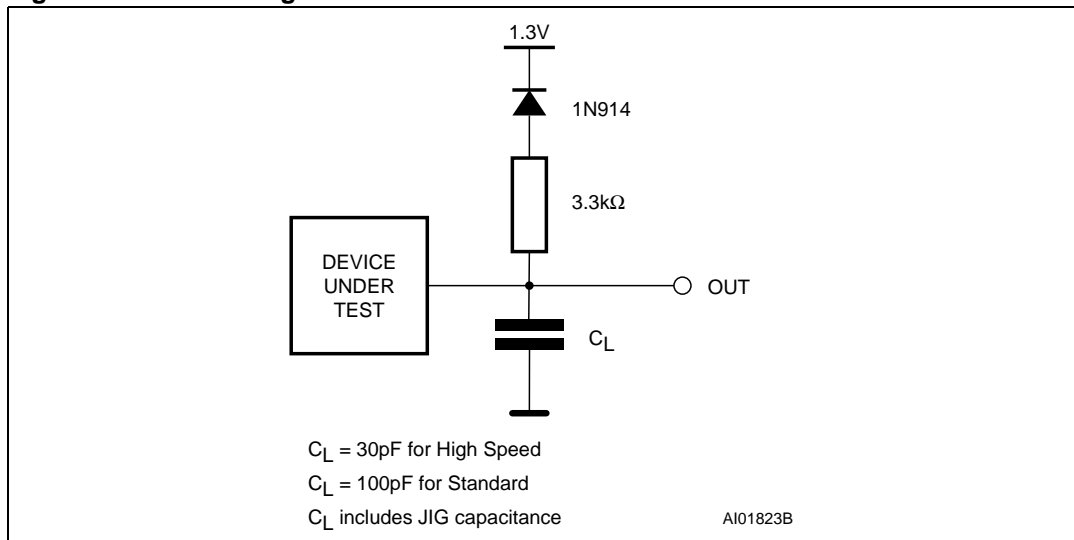 1.3V
1N914
3.3kΩ
DEVICE
UNDER
TEST
OUT
CL
CL = 30pF for High Speed
CL = 100pF for Standard
CL includes JIG capacitance
AI01823B